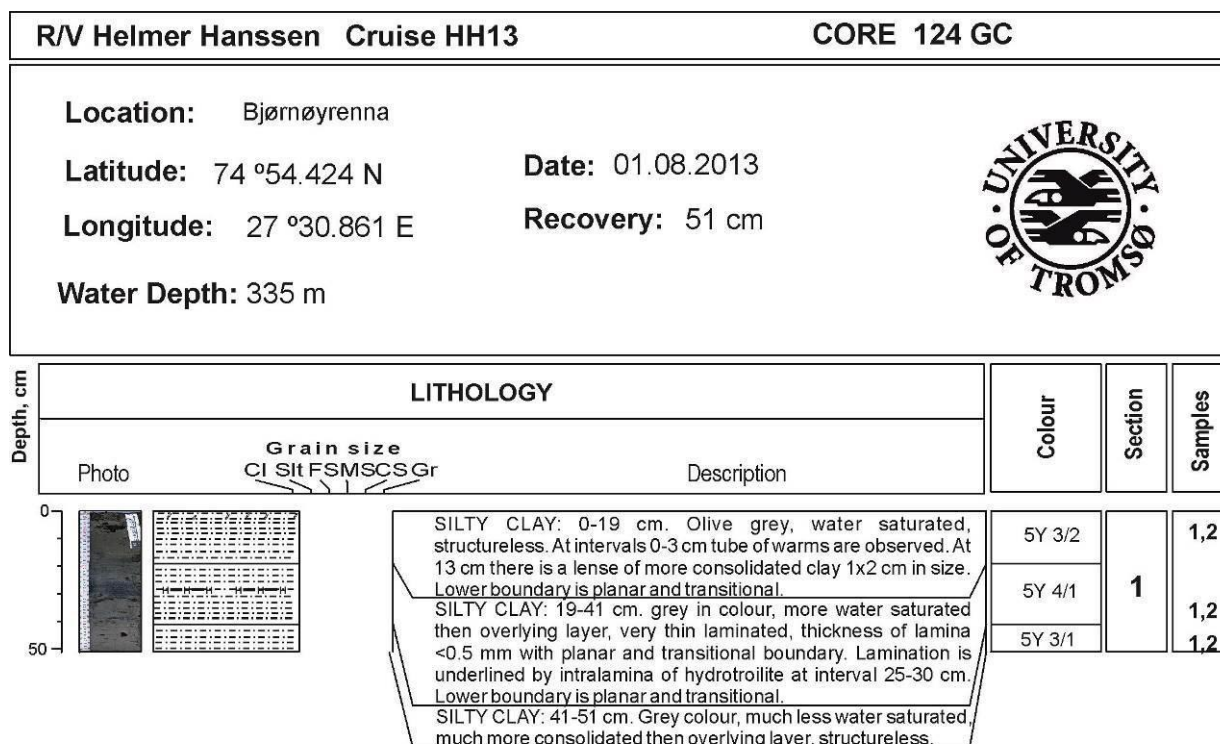 R/V Helmer Hanssen Cruise HH13 CORE 124 GC
Location: Bjørnøyrenna
Latitude: 74 º54.424 N
Date: 01.08.2013
Longitude: 27 º30.861 E
Recovery: 51 cm
Water Depth: 335 m
UNIVERSITY OF TROMSØ
Depth, cm
LITHOLOGY
Colour
Section
Samples
Grain size
Photo
Cl Slt FSMSCSGr
Description
0
50
SILTY CLAY: 0-19 cm. Olive grey, water saturated,
structureless. At intervals 0-3 cm tube of warms are observed. At
13 cm there is a lense of more consolidated clay 1x2 cm in size.
Lower boundary is planar and transitional.
SILTY CLAY: 19-41 cm. grey in colour, more water saturated
then overlying layer, very thin laminated, thickness of lamina
<0.5 mm with planar and transitional boundary. Lamination is
underlined by intralamina of hydrotroilite at interval 25-30 cm.
Lower boundary is planar and transitional.
SILTY CLAY: 41-51 cm. Grey colour, much less water saturated,
much more consolidated then overlying layer, structureless.
5Y 3/2
5Y 4/1
5Y 3/1
1
1,2
1,2
1,2